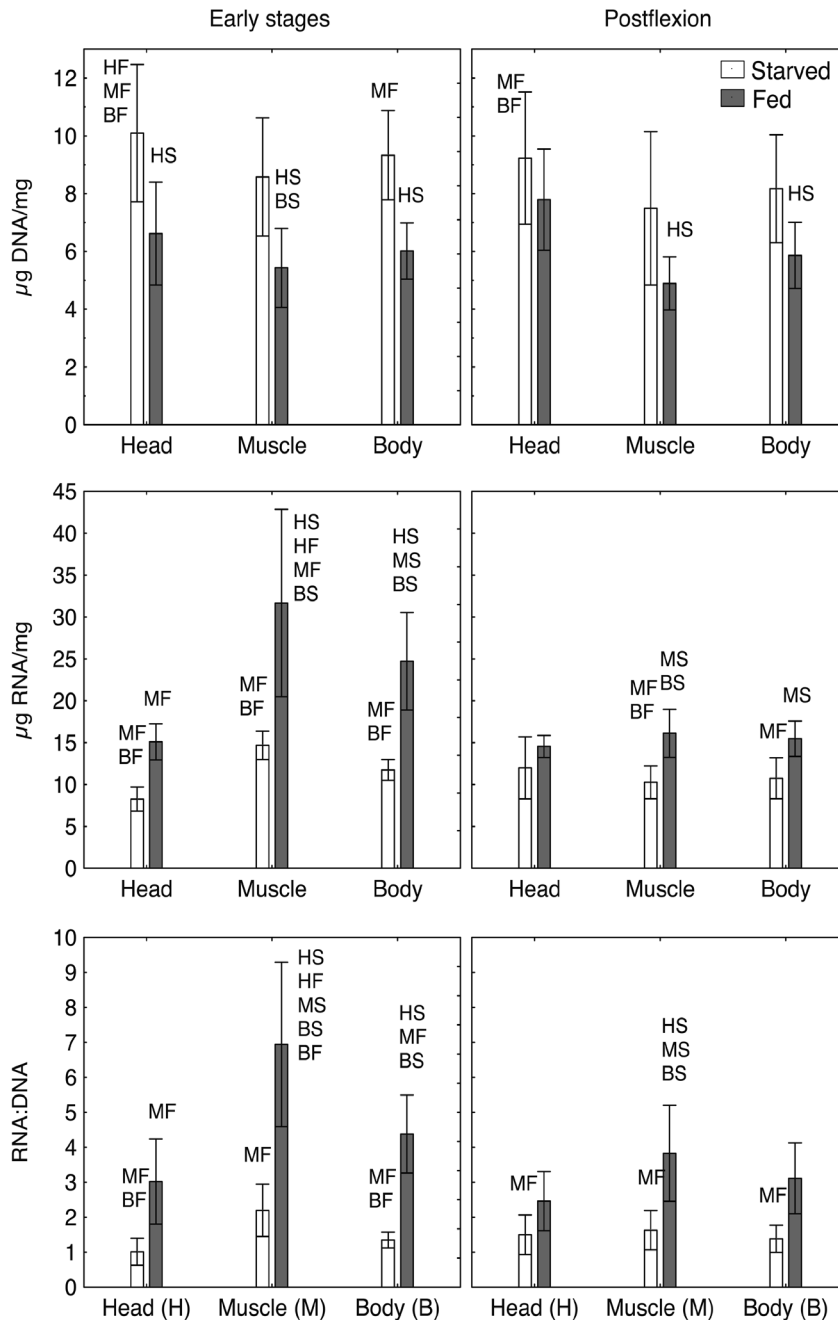 Early stages
Postflexion
µg DNA/mg
12
10
8
6
4
2
0
HF
MF
BF
HS
HS
BS
MF
HS
MF
BF
HS
HS
Starved
Fed
Head
Muscle
Body
Head
Muscle
Body
µg RNA/mg
45
40
35
30
25
20
15
10
5
0
MF
BF
MF
MF
BF
HS
HF
MF
BS
MF
BF
HS
MS
BS
MF
BF
MS
BS
MF
MS
Head
Muscle
Body
Head
Muscle
Body
RNA:DNA
10
9
8
7
6
5
4
3
2
1
0
MF
BF
MF
MF
HS
HF
MS
BS
BF
MF
BF
HS
MF
BS
MF
MF
HS
MS
BS
MF
Head (H)
Muscle (M)
Body (B)
Head (H)
Muscle (M)
Body (B)